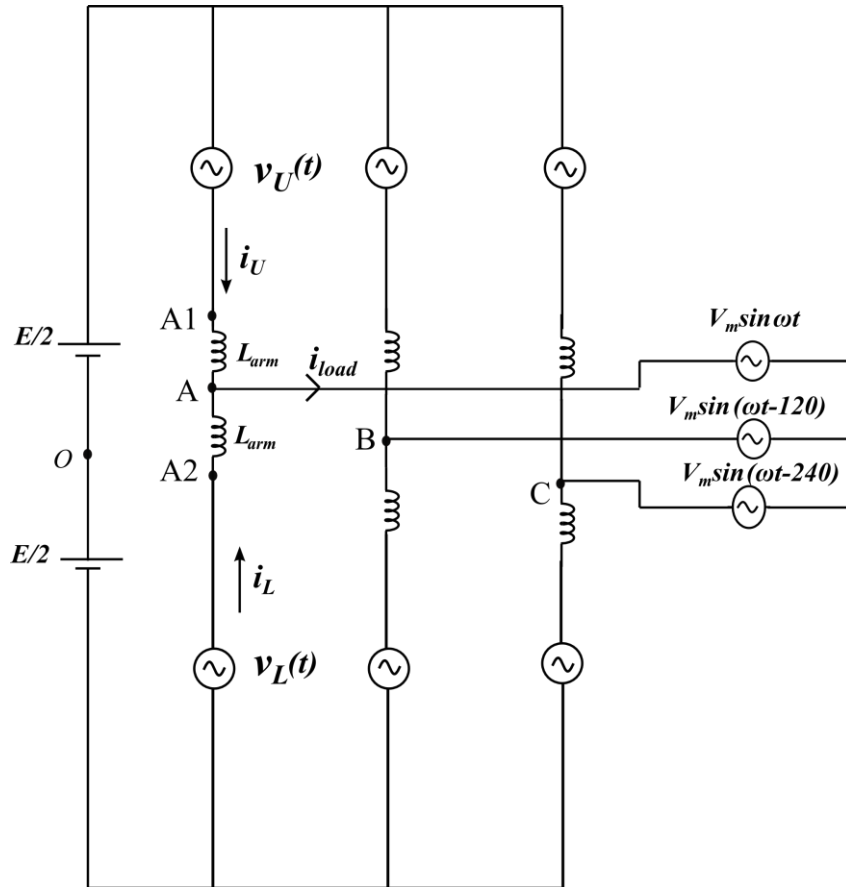 v_U(t)
i_U
E/2
A1
L_arm
V_m sin ωt
A
i_load
V_m sin (ωt-120)
B
L_arm
O
A2
V_m sin (ωt-240)
C
E/2
i_L
v_L(t)